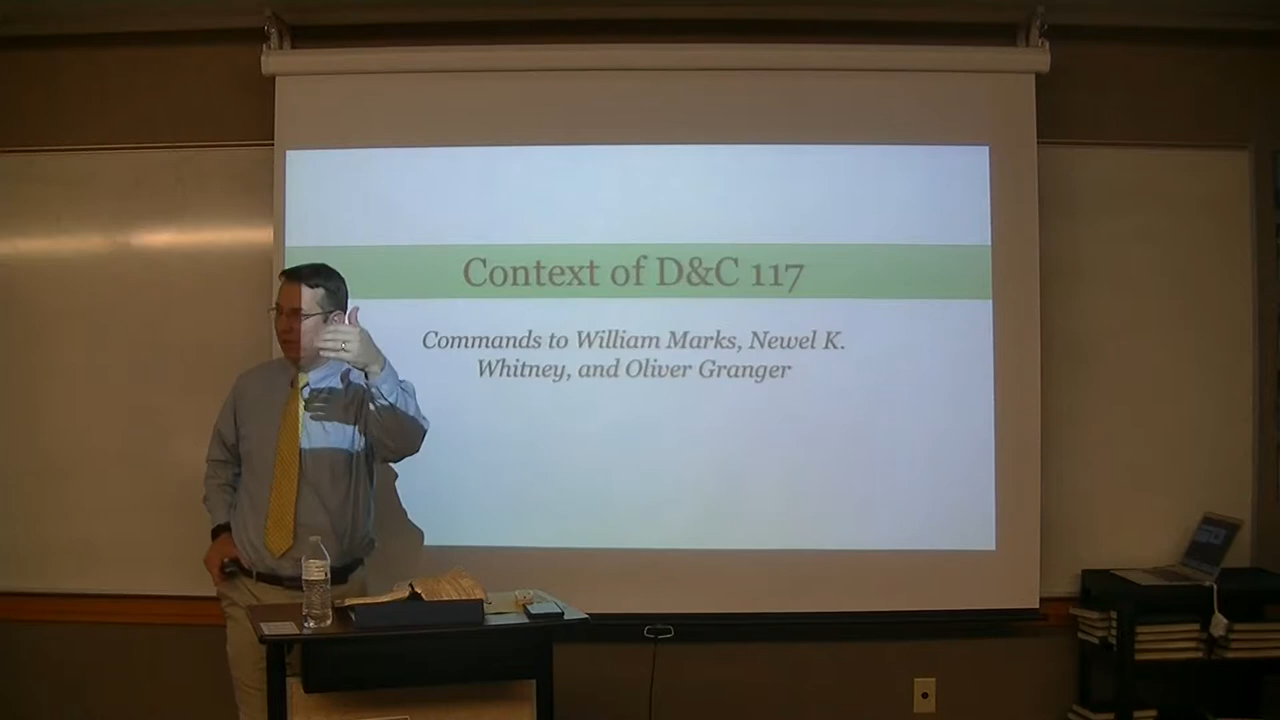 Context of D&C 117
Commands to William Marks, Newel K.
Whitney, and Oliver Granger